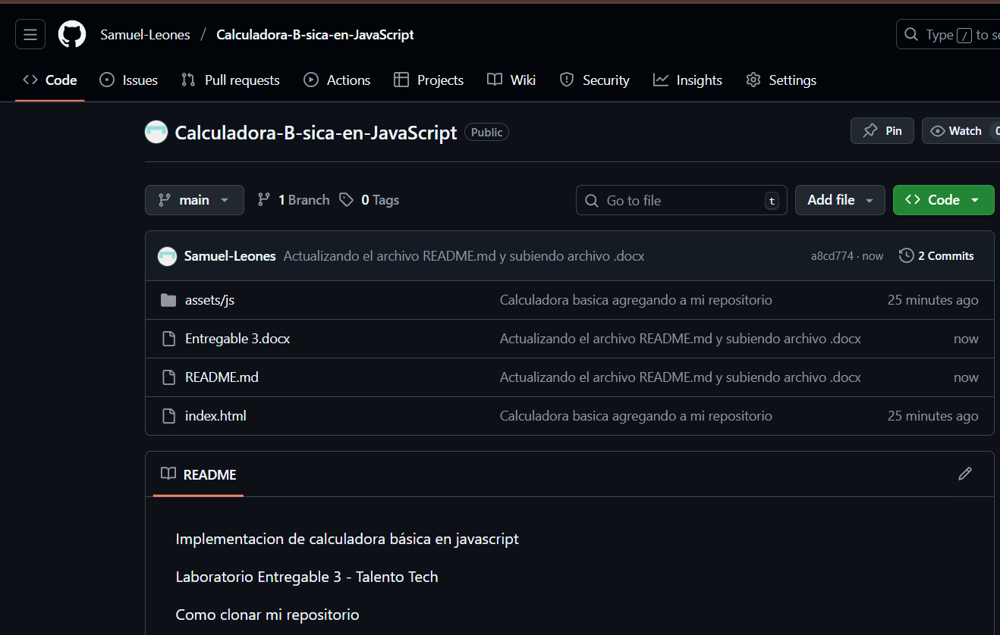 Samuel-Leones / Calculadora-B-sica-en-JavaScript
Type / to se
Code Issues Pull requests Actions Projects Wiki Security Insights Settings
Calculadora-B-sica-en-JavaScript Public
Pin Watch 0
main 1 Branch 0 Tags
Go to file t Add file Code
Samuel-Leones Actualizando el archivo README.md y subiendo archivo .docx a8cd774 · now 2 Commits
assets/js Calculadora basica agregando a mi repositorio 25 minutes ago
Entregable 3.docx Actualizando el archivo README.md y subiendo archivo .docx now
README.md Actualizando el archivo README.md y subiendo archivo .docx now
index.html Calculadora basica agregando a mi repositorio 25 minutes ago
README
Implementacion de calculadora básica en javascript
Laboratorio Entregable 3 - Talento Tech
Como clonar mi repositorio